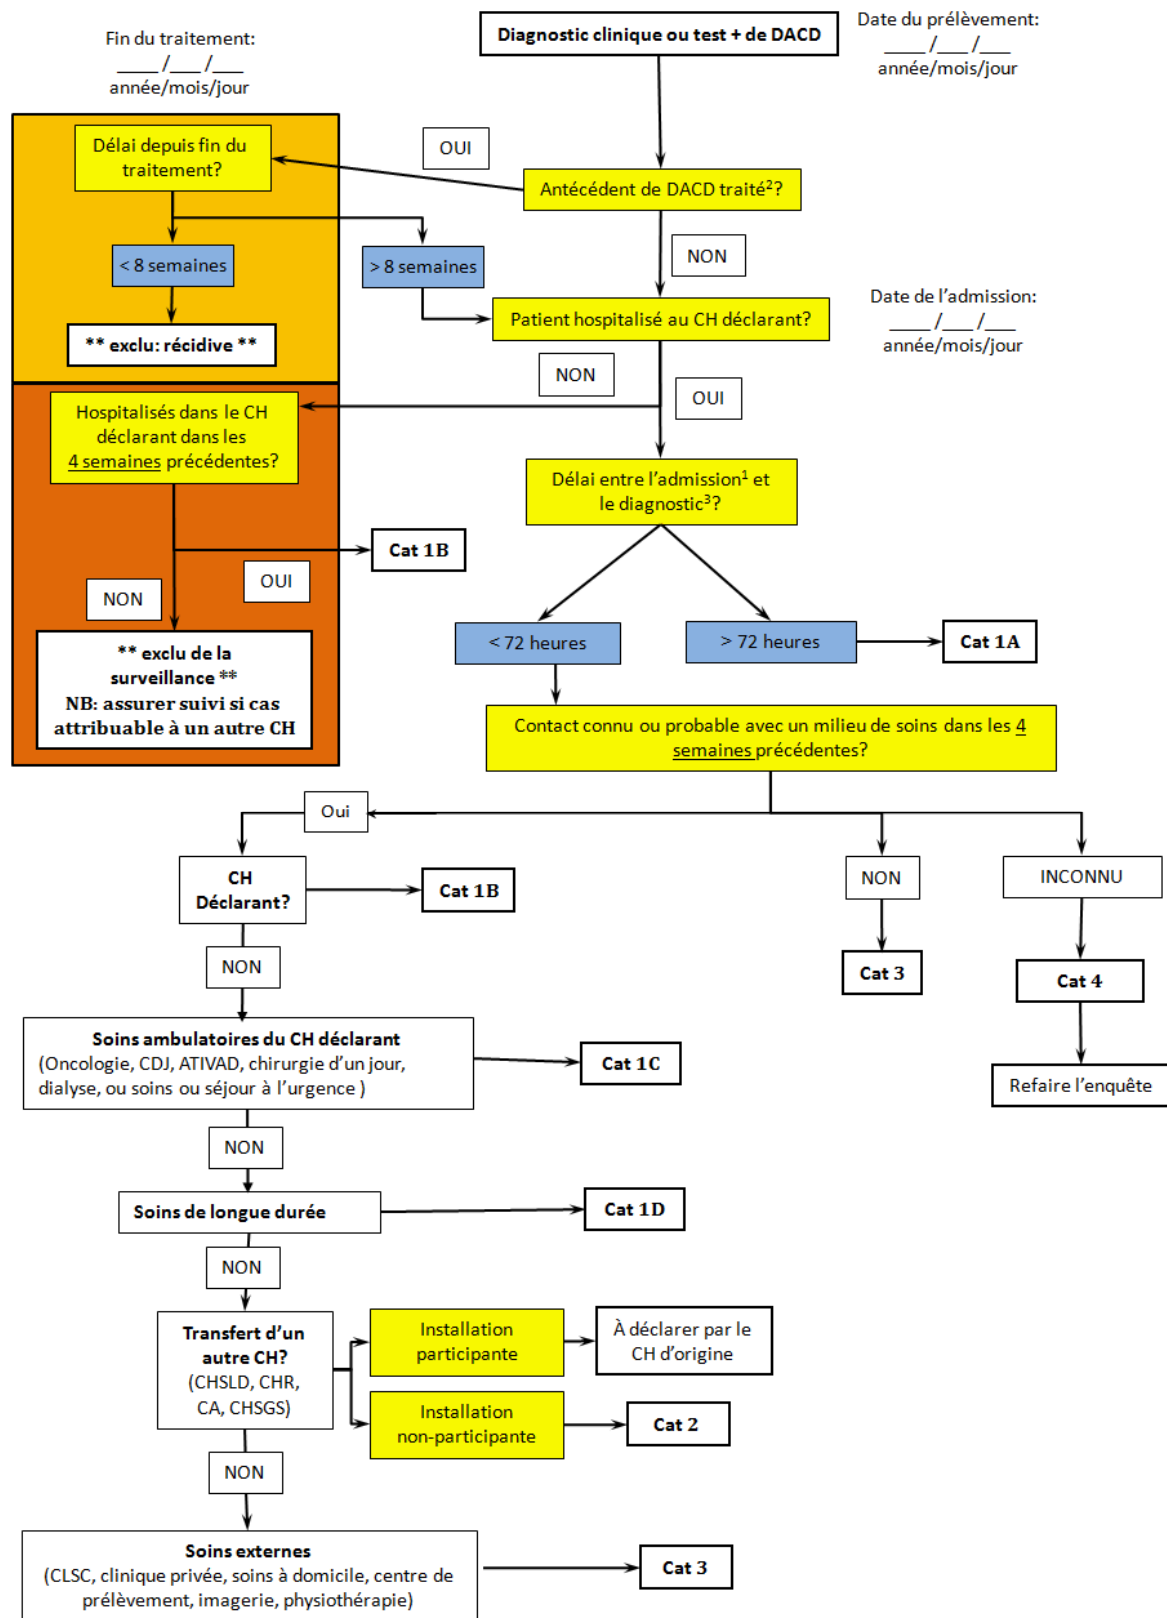 Diagnostic clinique ou test + de DACD
Date du prélèvement:
____ /___ /___
année/mois/jour
Fin du traitement:
____ /___ /___
année/mois/jour
Délai depuis fin du
traitement?
OUI
Antécédent de DACD traité²?
< 8 semaines
> 8 semaines
NON
** exclu: récidive **
Patient hospitalisé au CH déclarant?
Date de l’admission:
____ /___ /___
année/mois/jour
NON
OUI
Hospitalisés dans le CH
déclarant dans les
4 semaines précédentes?
Délai entre l’admission¹ et
le diagnostic³?
Cat 1B
OUI
NON
** exclu de la
surveillance **
NB: assurer suivi si cas
attribuable à un autre CH
< 72 heures
> 72 heures
Cat 1A
Contact connu ou probable avec un milieu de soins dans les 4
semaines précédentes?
Oui
CH
Déclarant?
Cat 1B
NON
INCONNU
NON
Cat 3
Cat 4
Soins ambulatoires du CH déclarant
(Oncologie, CDJ, ATIVAD, chirurgie d’un jour,
dialyse, ou soins ou séjour à l’urgence )
Cat 1C
Refaire l’enquête
NON
Soins de longue durée
Cat 1D
NON
Transfert d’un
autre CH?
(CHSLD, CHR,
CA, CHSGS)
Installation
participante
À déclarer par le
CH d’origine
Installation
non-participante
Cat 2
NON
Soins externes
(CLSC, clinique privée, soins à domicile, centre de
prélèvement, imagerie, physiothérapie)
Cat 3